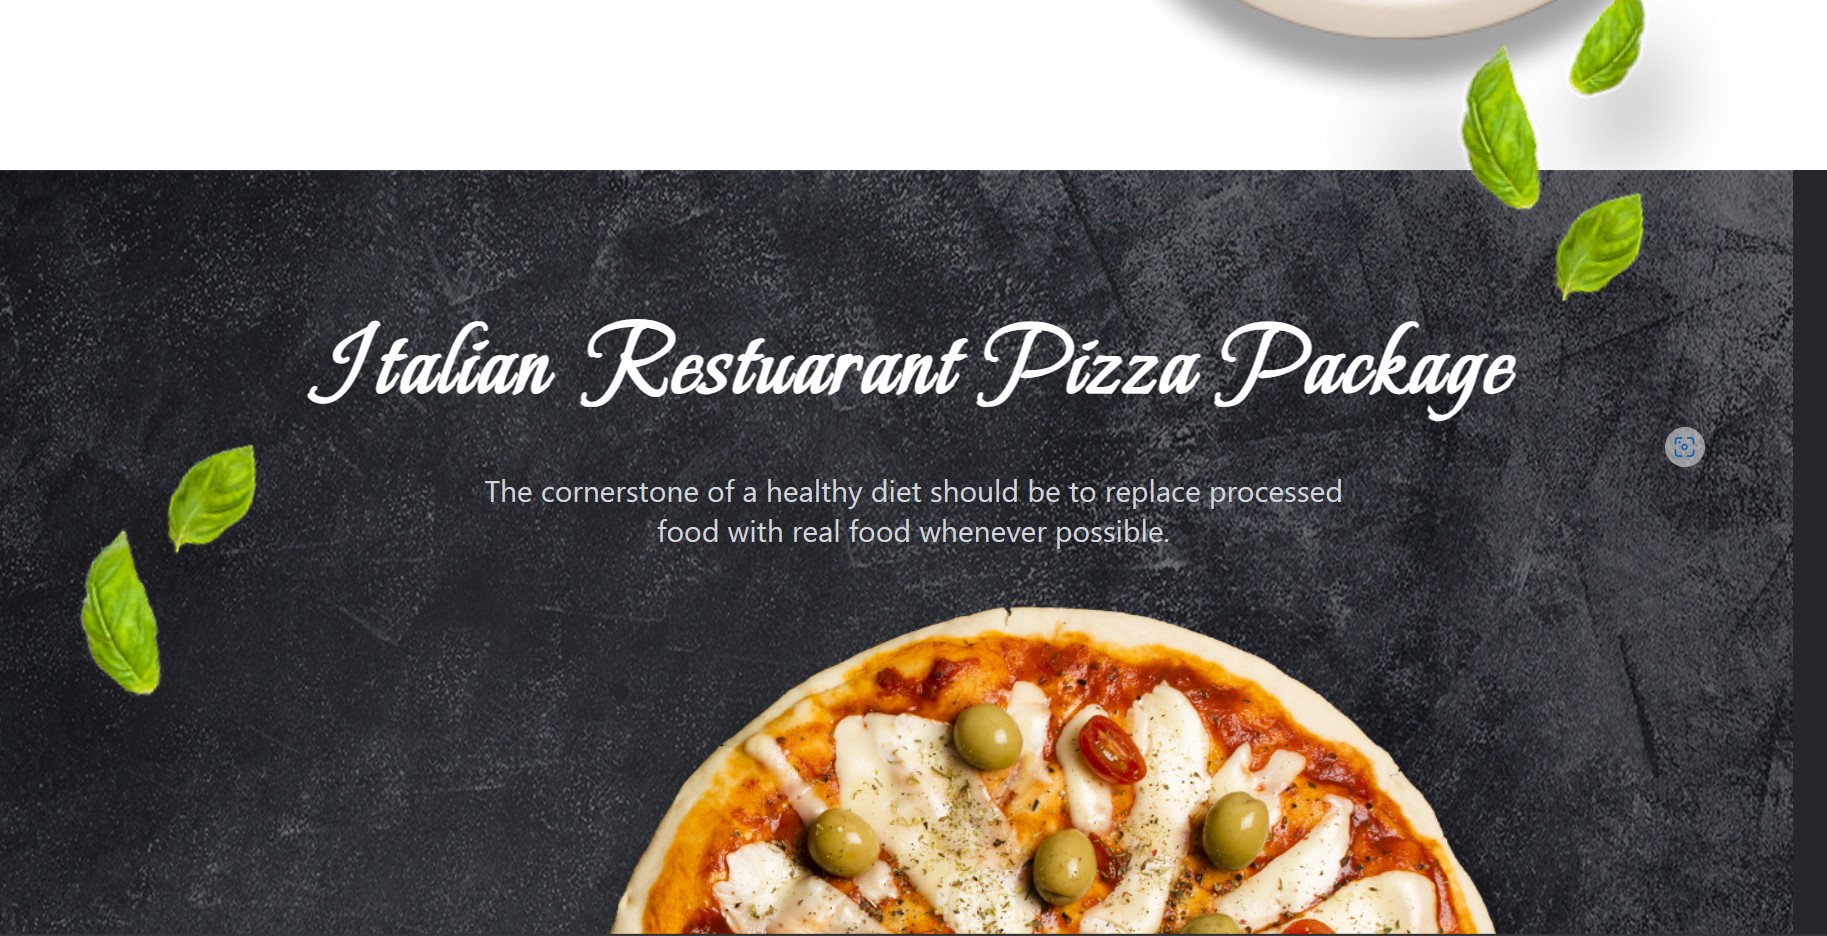 Italian Restuarant Pizza Package
The cornerstone of a healthy diet should be to replace processed
food with real food whenever possible.